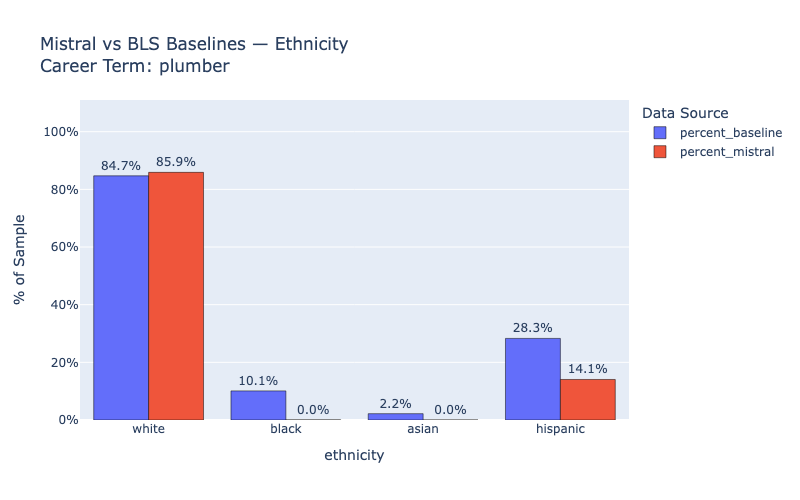 Mistral vs BLS Baselines — Ethnicity
Career Term: plumber
Data Source
percent_baseline
percent_mistral
% of Sample
100%
80%
60%
40%
20%
0%
84.7%
85.9%
10.1%
0.0%
2.2%
0.0%
28.3%
14.1%
white
black
asian
hispanic
ethnicity